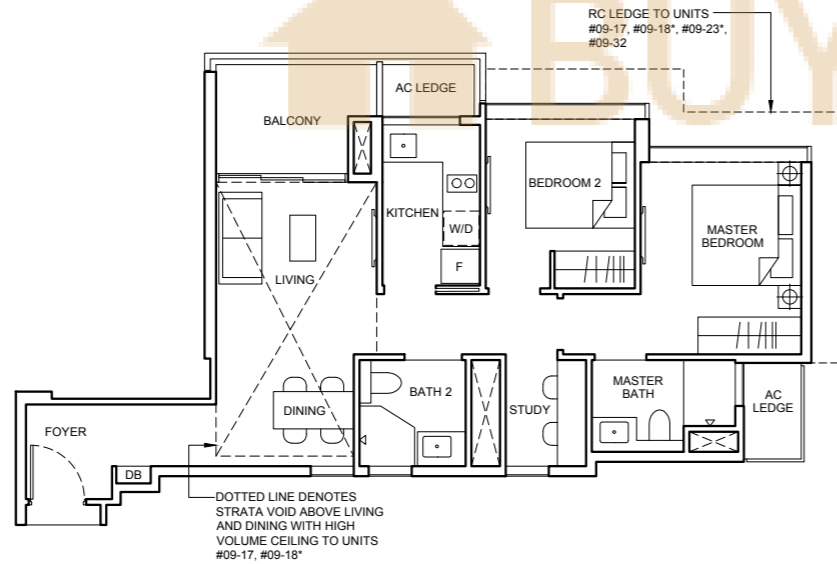 BUY
RC LEDGE TO UNITS
#09-17, #09-18*, #09-23*,
#09-32
AC LEDGE
BALCONY
BEDROOM 2
KITCHEN
W/D
MASTER
BEDROOM
F
LIVING
MASTER
BATH
BATH 2
AC
LEDGE
DINING
STUDY
FOYER
DB
DOTTED LINE DENOTES
STRATA VOID ABOVE LIVING
AND DINING WITH HIGH
VOLUME CEILING TO UNITS
#09-17, #09-18*